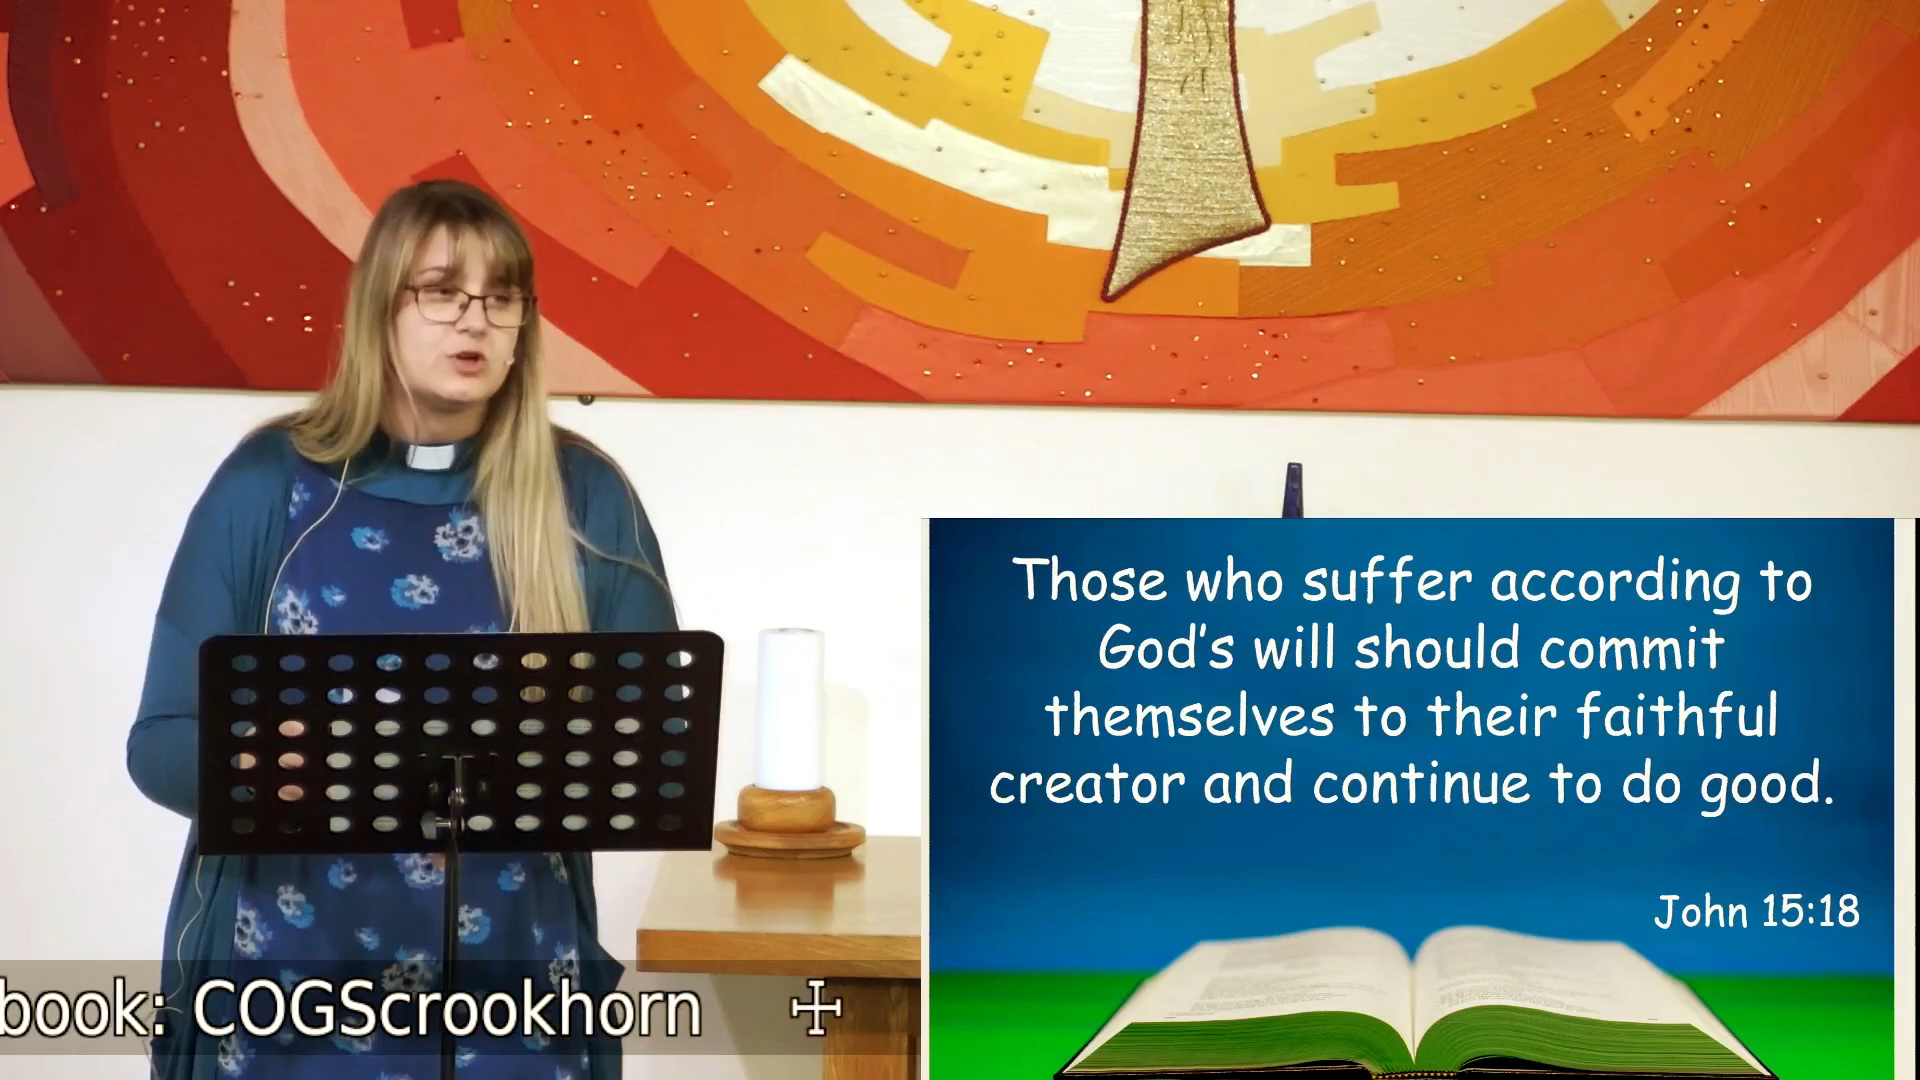 Those who suffer according to
God's will should commit
themselves to their faithful
creator and continue to do good.
John 15:18
book: COGScrookhorn